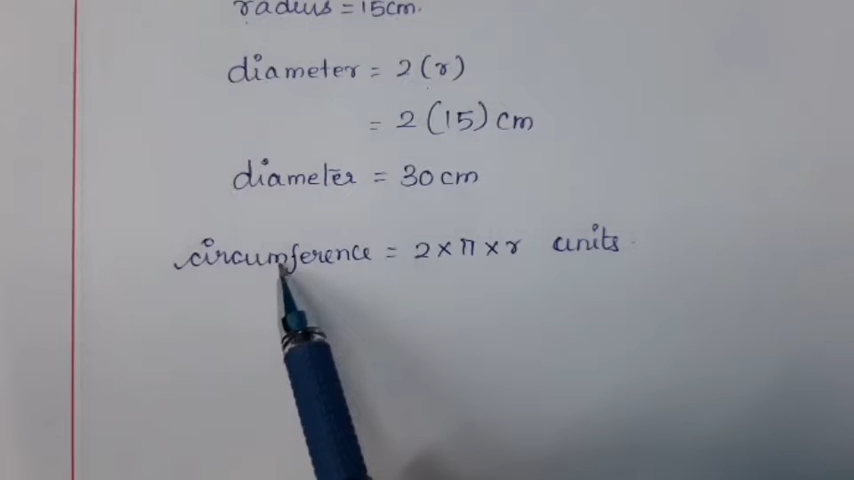 radius = 15cm.
diameter = 2(r)
= 2(15) cm
diameter = 30 cm
circumference = 2 × π × r units